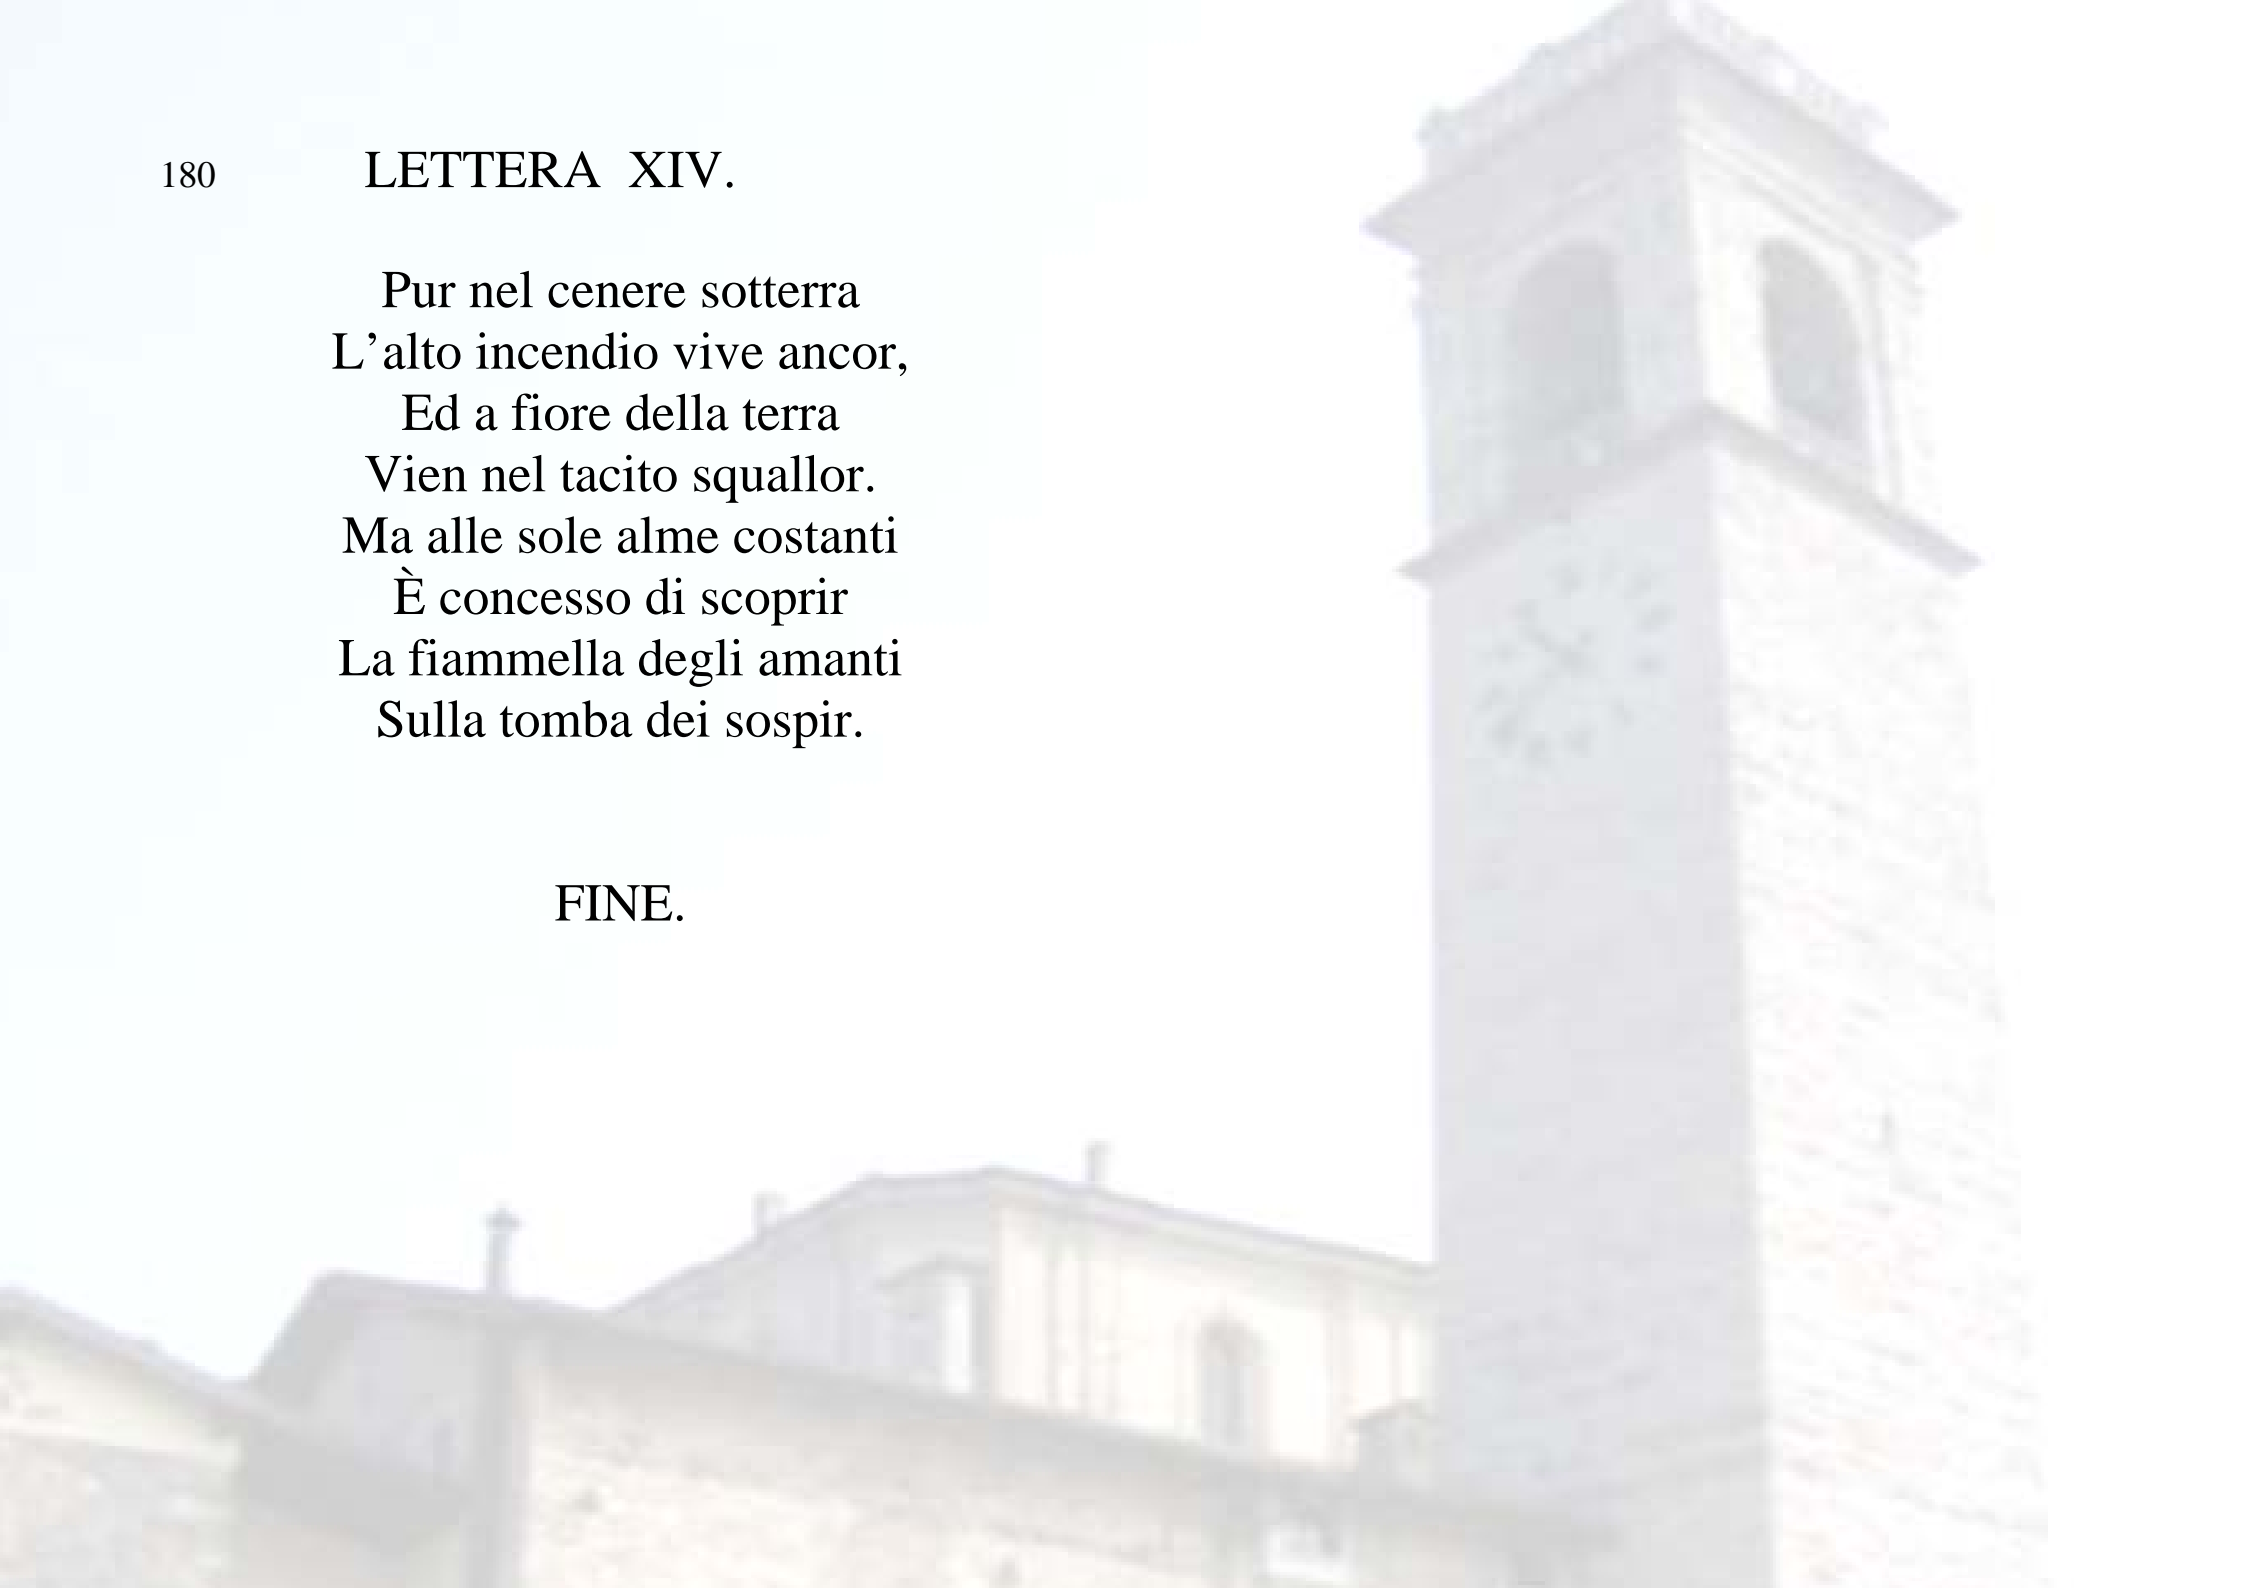 180 LETTERA XIV.
Pur nel cenere sotterra
L’alto incendio vive ancor,
Ed a fiore della terra
Vien nel tacito squallor.
Ma alle sole alme costanti
È concesso di scoprir
La fiammella degli amanti
Sulla tomba dei sospir.
FINE.